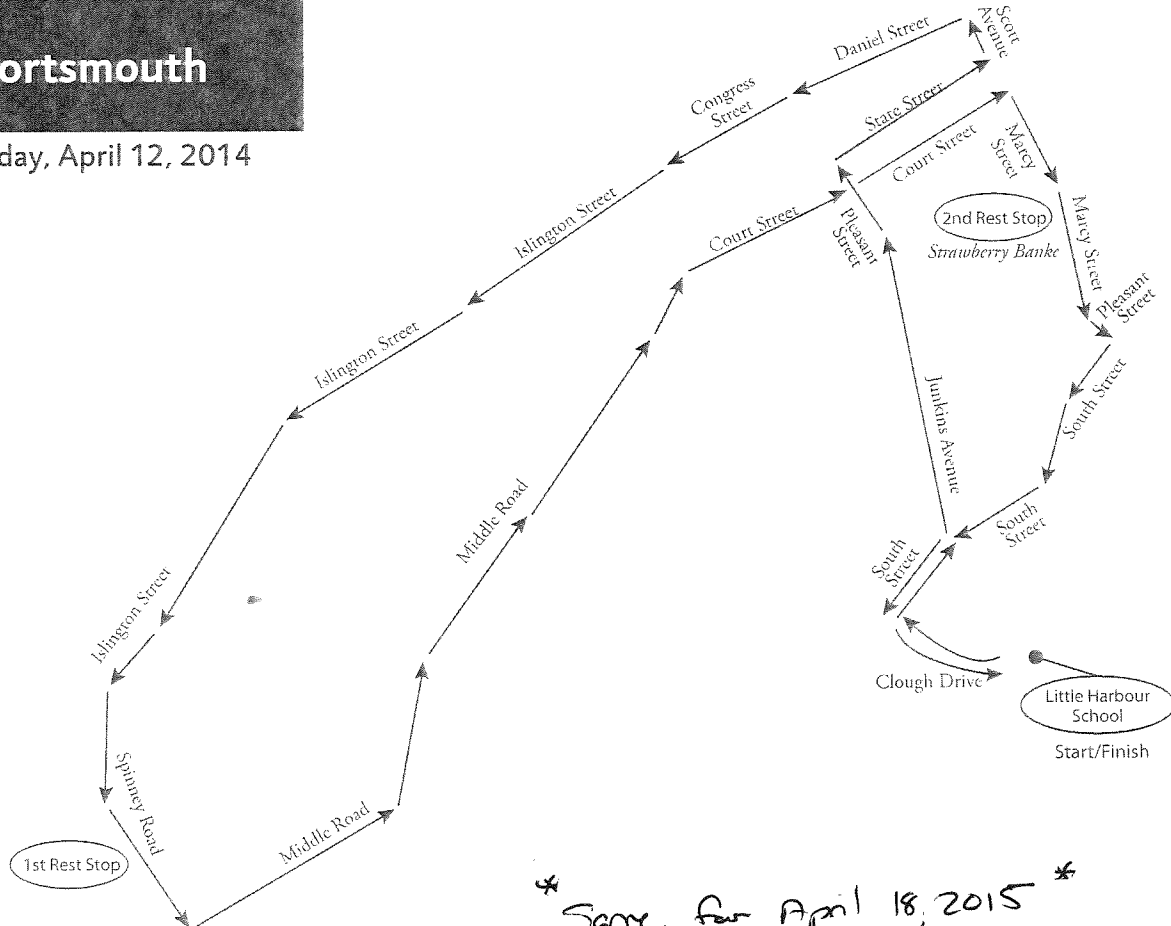 ortsmouth
day, April 12, 2014
Scott
Avenue
Daniel Street
Congress
Street
State Street
Court Street
Marcy
Street
Islington Street
Court Street
Pleasant
Street
2nd Rest Stop
Strawberry Banke
Marcy Street
Pleasant
Street
Islington Street
Junkins Avenue
South Street
Middle Road
South
Street
South
Street
Islington Street
Clough Drive
Little Harbour
School
Start/Finish
Spinney Road
Middle Road
1st Rest Stop
* Same for April 18, 2015 *